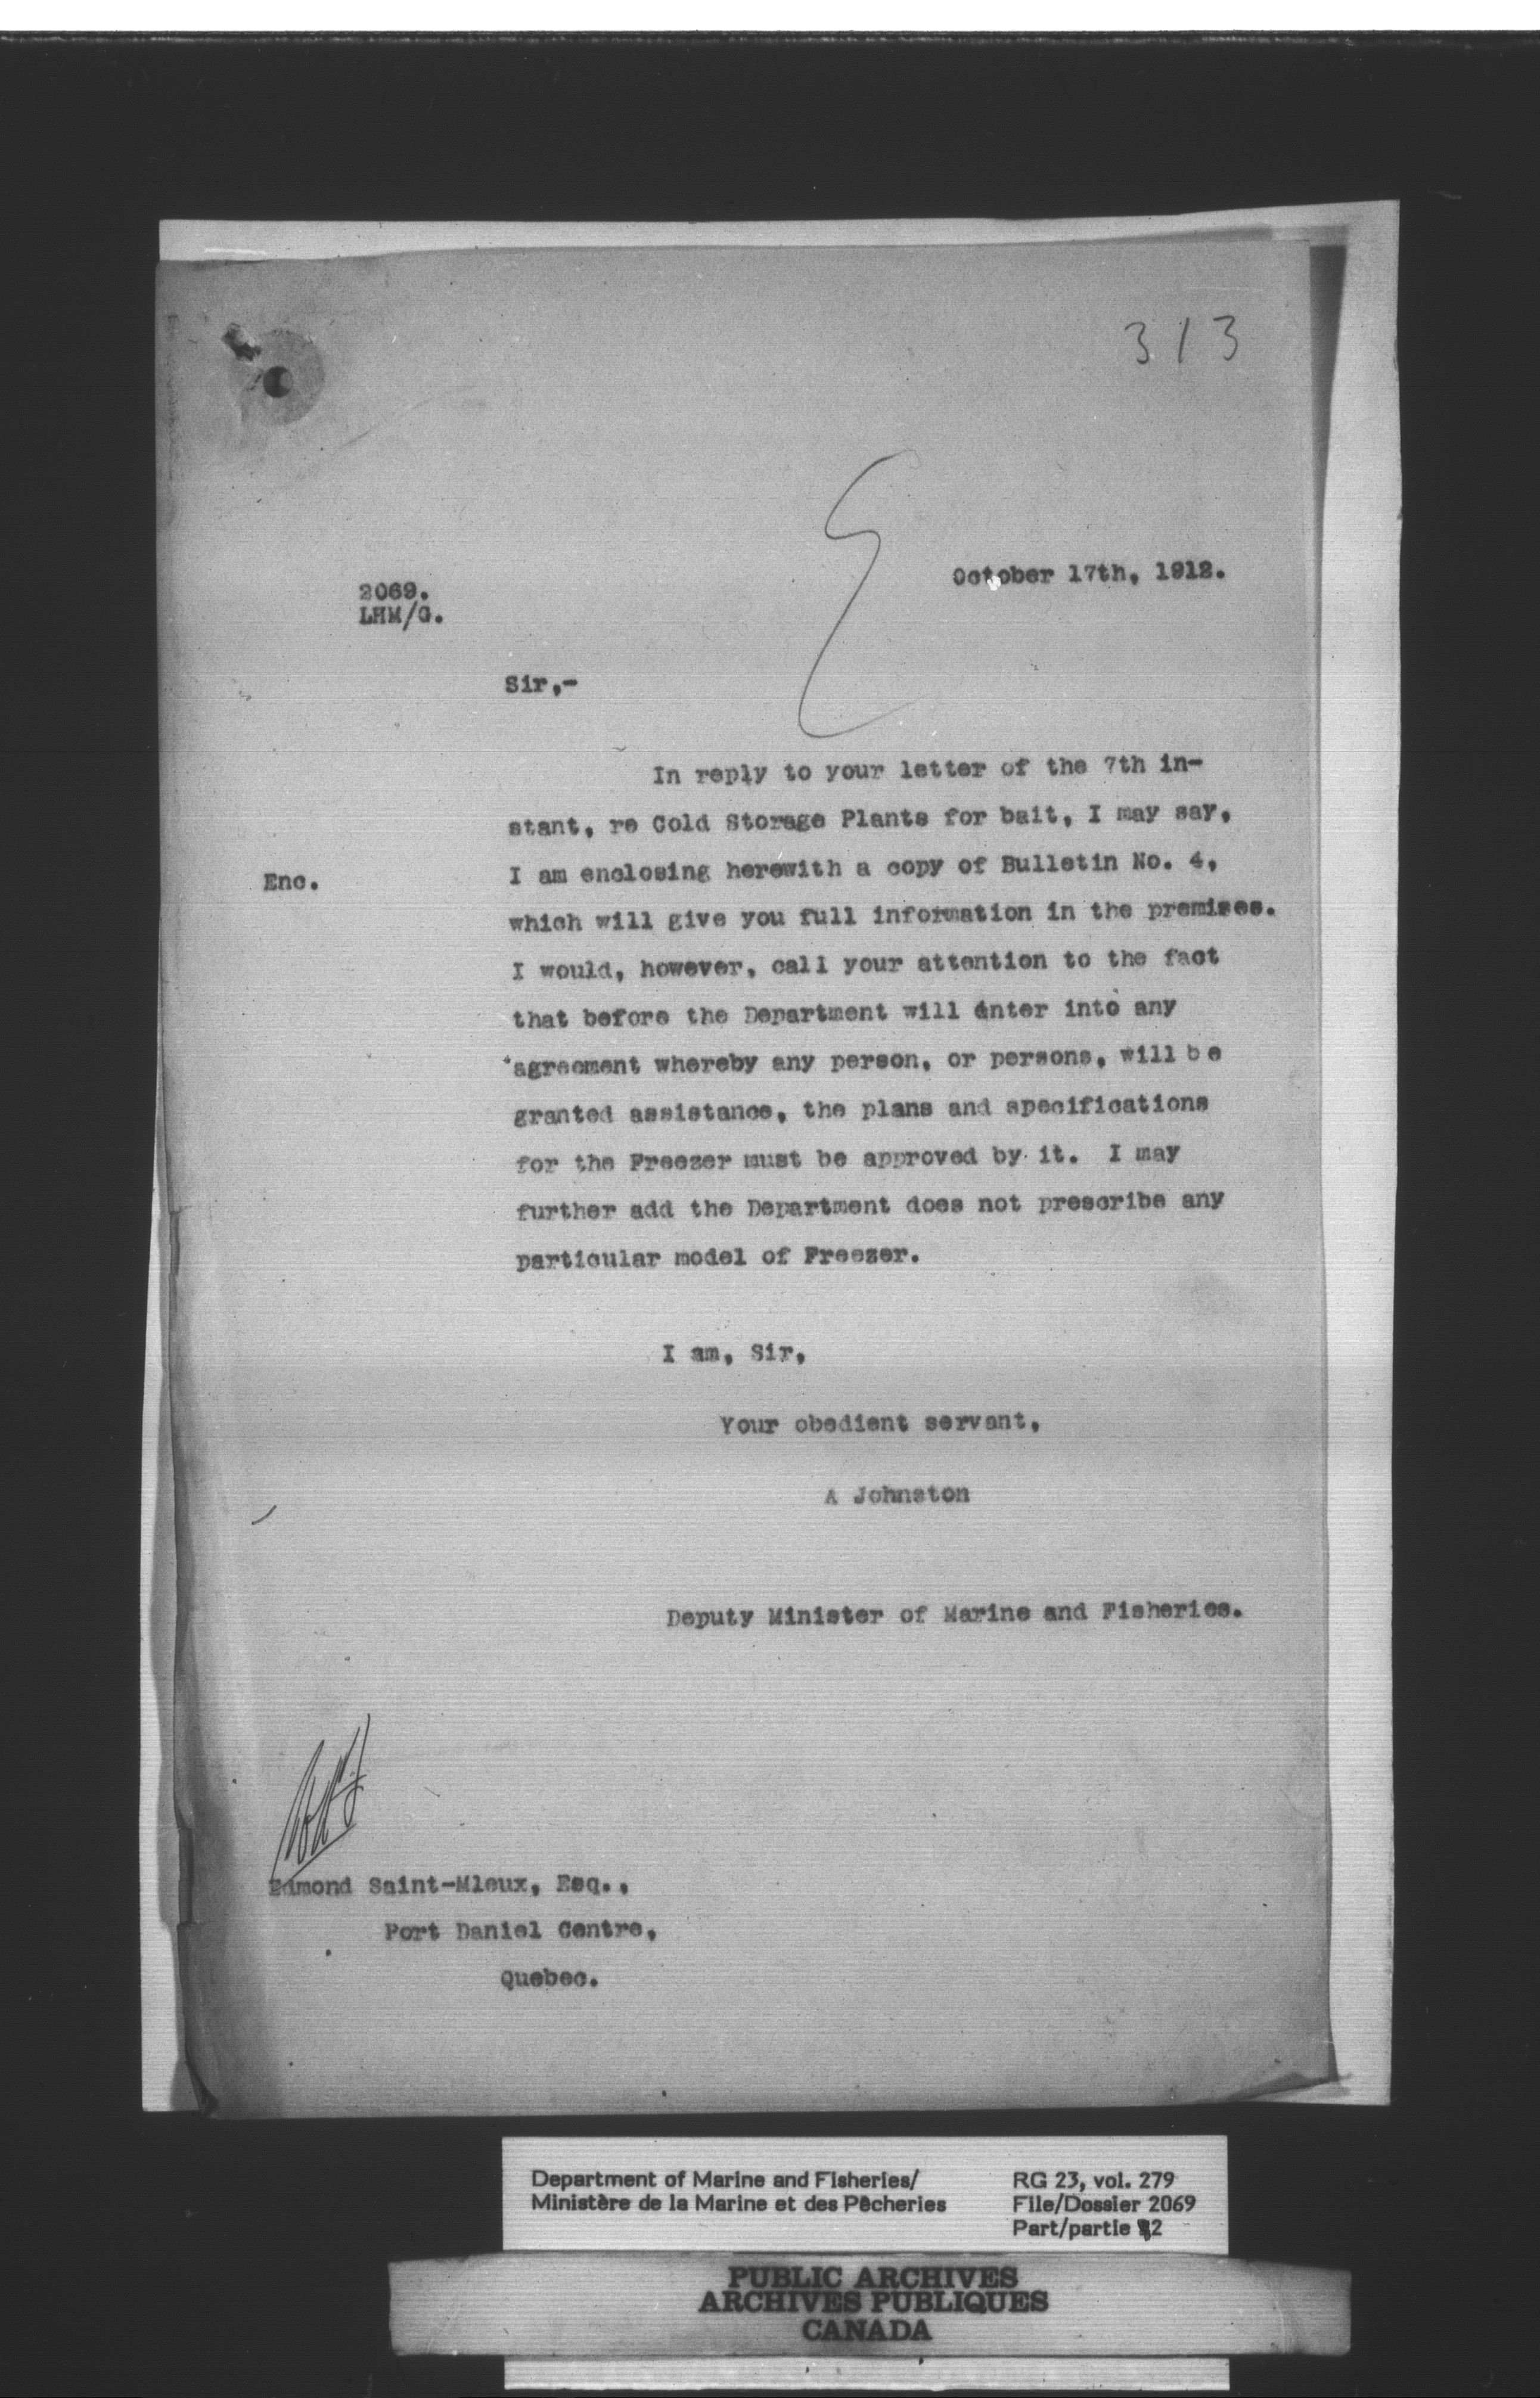 313
October 17th, 1912.
2069.
LHM/G.
Sir,-
In reply to your letter of the 7th in-
stant, re Cold Storage Plants for bait, I may say,
Enc.
I am enclosing herewith a copy of Bulletin No. 4,
which will give you full information in the premises.
I would, however, call your attention to the fact
that before the Department will enter into any
agreement whereby any person, or persons, will be
granted assistance, the plans and specifications
for the Freezer must be approved by it. I may
further add the Department does not prescribe any
particular model of Freezer.
I am, Sir,
Your obedient servant,
A Johnston
Deputy Minister of Marine and Fisheries.
Edmond Saint-Mleux, Esq.,
Port Daniel Centre,
Quebec.
Department of Marine and Fisheries/
Ministère de la Marine et des Pêcheries
RG 23, vol. 279
File/Dossier 2069
Part/partie 2
PUBLIC ARCHIVES
ARCHIVES PUBLIQUES
CANADA